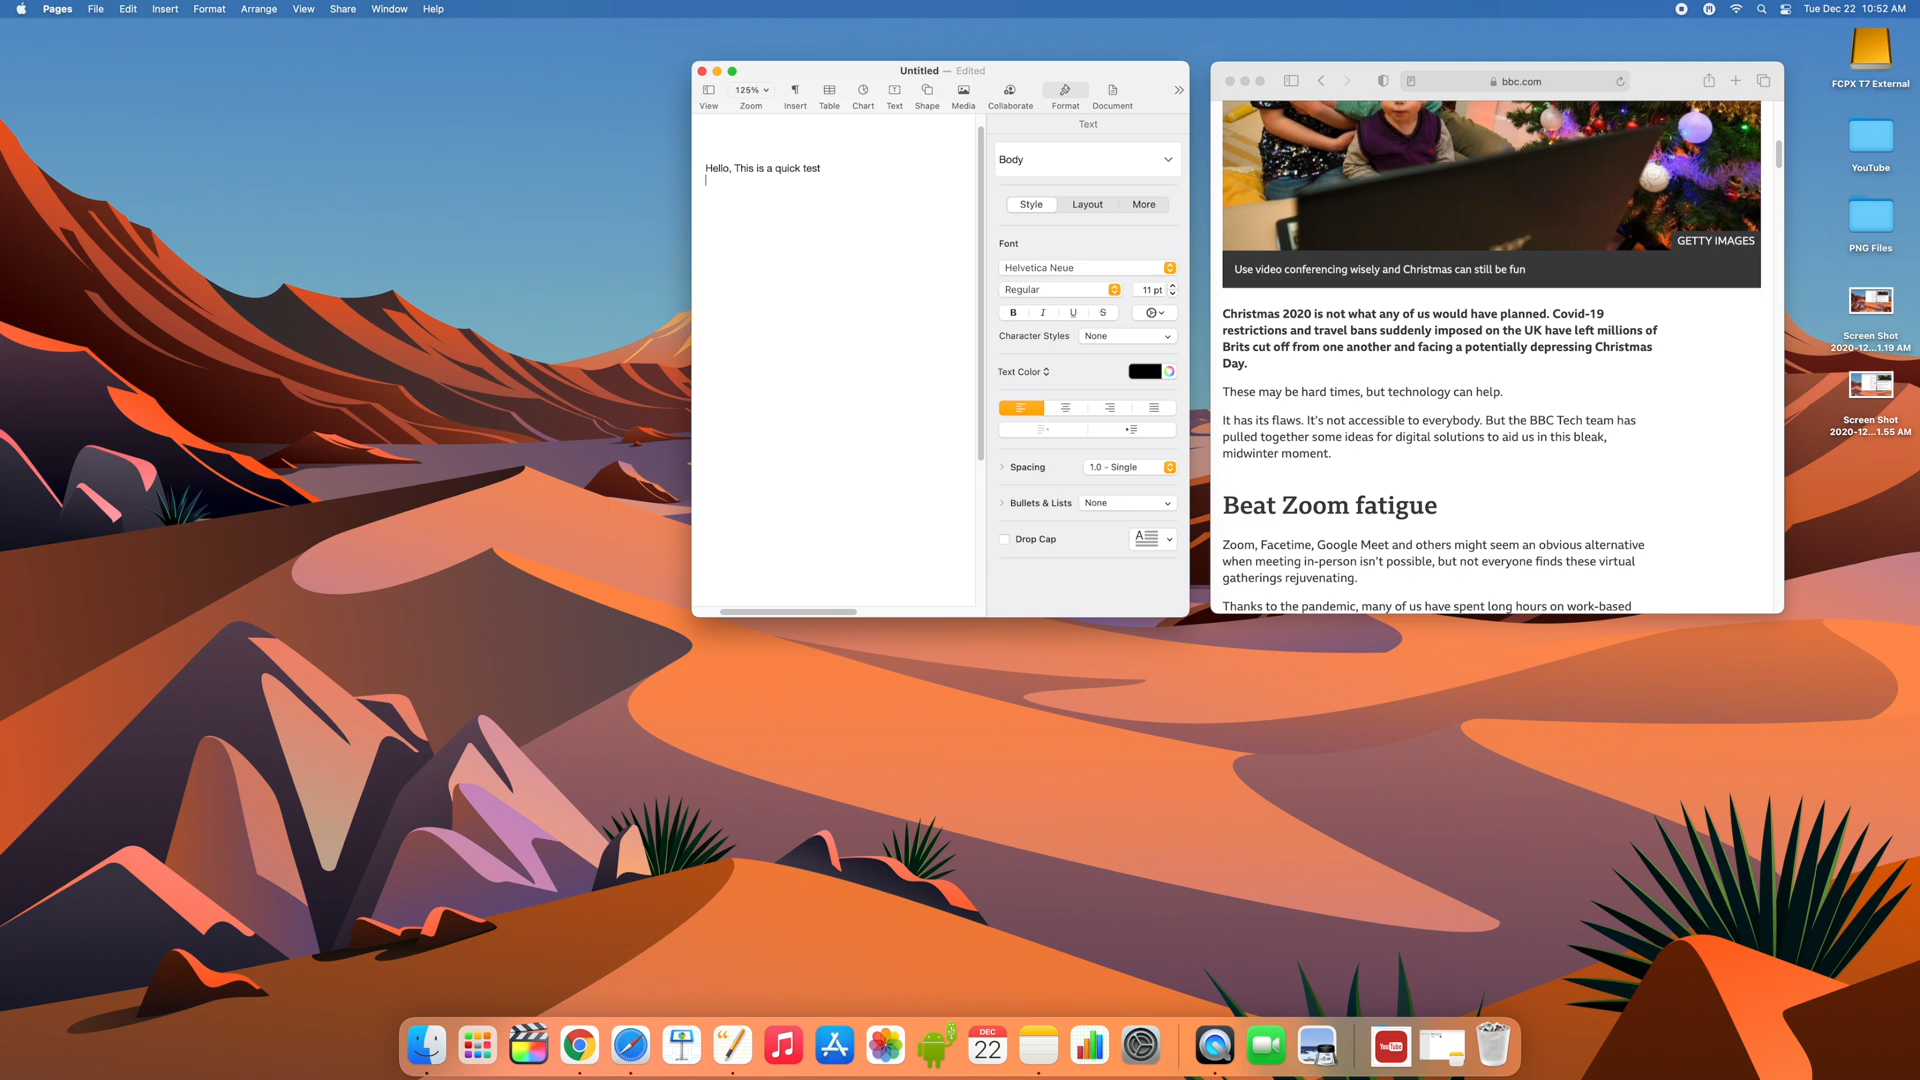 Pages File Edit Insert Format Arrange View Share Window Help
Tue Dec 22 10:52 AM
Untitled — Edited
125%
View Zoom Insert Table Chart Text Shape Media Collaborate Format Document
Hello, This is a quick test
Text
Body
Style Layout More
Font
Helvetica Neue
Regular 11 pt
B I U S
Character Styles None
Text Color
Spacing 1.0 - Single
Bullets & Lists None
Drop Cap A
bbc.com
GETTY IMAGES
Use video conferencing wisely and Christmas can still be fun
Christmas 2020 is not what any of us would have planned. Covid-19
restrictions and travel bans suddenly imposed on the UK have left millions of
Brits cut off from one another and facing a potentially depressing Christmas
Day.
These may be hard times, but technology can help.
It has its flaws. It's not accessible to everybody. But the BBC Tech team has
pulled together some ideas for digital solutions to aid us in this bleak,
midwinter moment.
Beat Zoom fatigue
Zoom, Facetime, Google Meet and others might seem an obvious alternative
when meeting in-person isn't possible, but not everyone finds these virtual
gatherings rejuvenating.
Thanks to the pandemic, many of us have spent long hours on work-based
FCPX T7 External
YouTube
PNG Files
Screen Shot
2020-12...1.19 AM
Screen Shot
2020-12...1.55 AM
DEC
22
YouTube